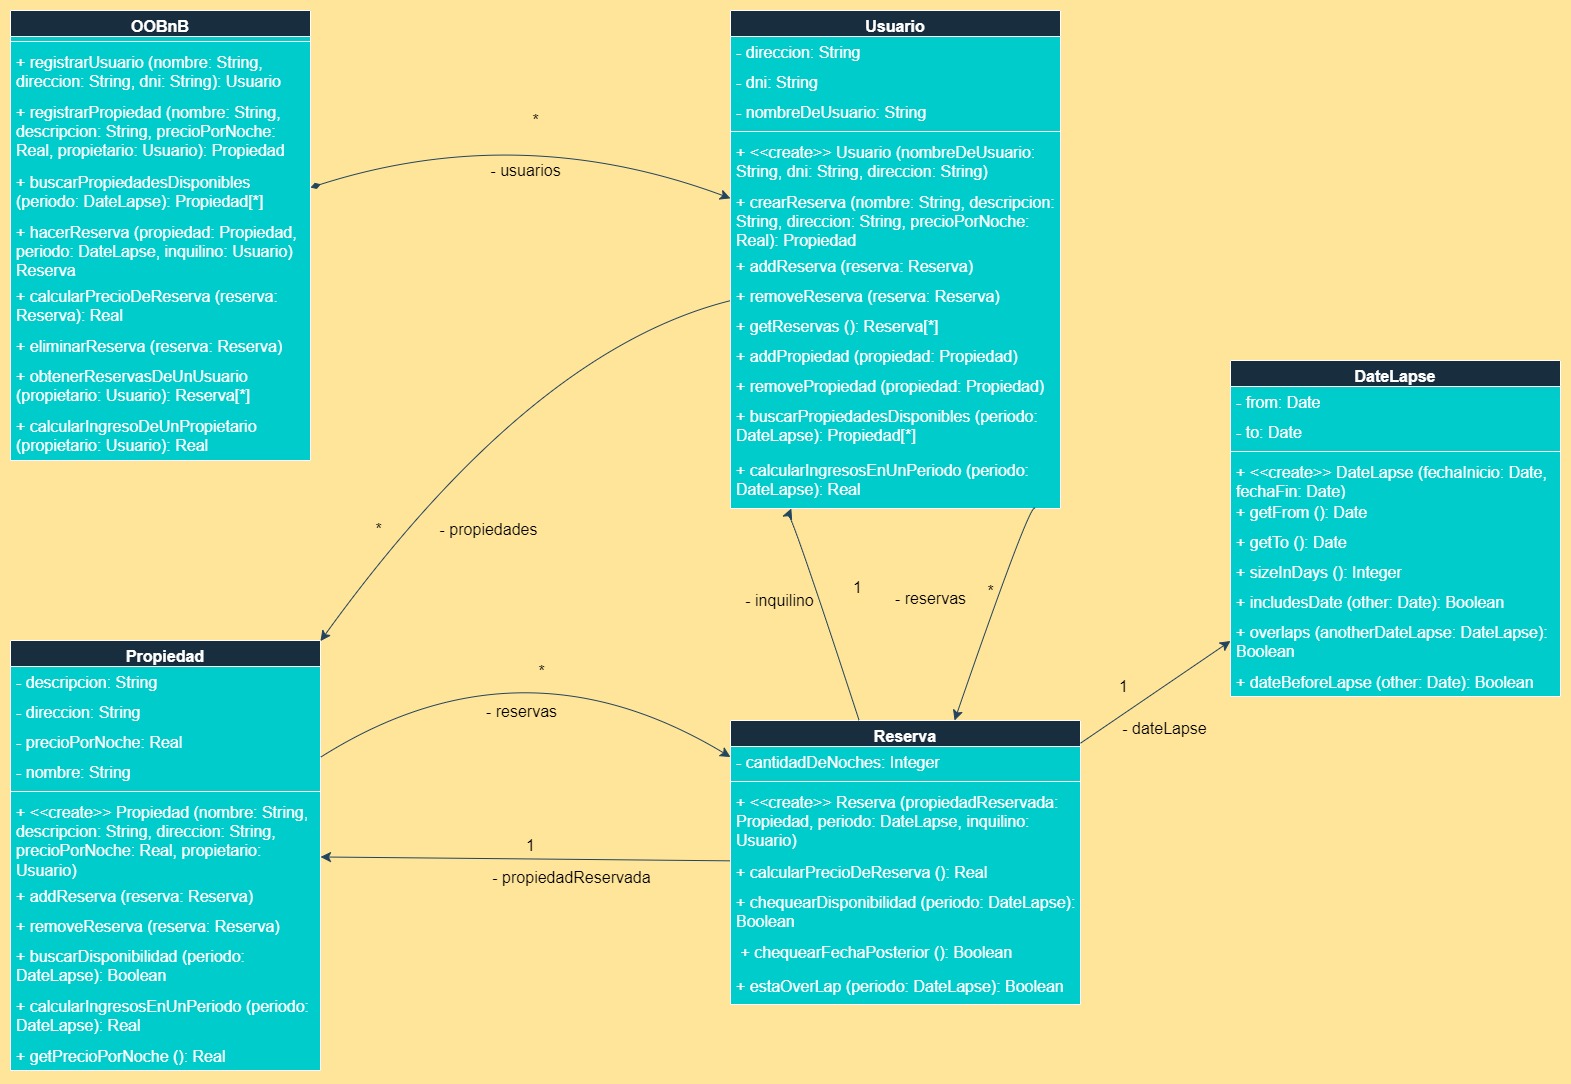 OOBnB
+ registrarUsuario (nombre: String,
direccion: String, dni: String): Usuario
+ registrarPropiedad (nombre: String,
descripcion: String, precioPorNoche:
Real, propietario: Usuario): Propiedad
+ buscarPropiedadesDisponibles
(periodo: DateLapse): Propiedad[*]
+ hacerReserva (propiedad: Propiedad,
periodo: DateLapse, inquilino: Usuario)
Reserva
+ calcularPrecioDeReserva (reserva:
Reserva): Real
+ eliminarReserva (reserva: Reserva)
+ obtenerReservasDeUnUsuario
(propietario: Usuario): Reserva[*]
+ calcularIngresoDeUnPropietario
(propietario: Usuario): Real
*
- usuarios
Usuario
- direccion: String
- dni: String
- nombreDeUsuario: String
+ <<create>> Usuario (nombreDeUsuario:
String, dni: String, direccion: String)
+ crearReserva (nombre: String, descripcion:
String, direccion: String, precioPorNoche:
Real): Propiedad
+ addReserva (reserva: Reserva)
+ removeReserva (reserva: Reserva)
+ getReservas (): Reserva[*]
+ addPropiedad (propiedad: Propiedad)
+ removePropiedad (propiedad: Propiedad)
+ buscarPropiedadesDisponibles (periodo:
DateLapse): Propiedad[*]
+ calcularIngresosEnUnPeriodo (periodo:
DateLapse): Real
DateLapse
- from: Date
- to: Date
+ <<create>> DateLapse (fechaInicio: Date,
fechaFin: Date)
+ getFrom (): Date
+ getTo (): Date
+ sizeInDays (): Integer
+ includesDate (other: Date): Boolean
+ overlaps (anotherDateLapse: DateLapse):
Boolean
+ dateBeforeLapse (other: Date): Boolean
*
- propiedades
- inquilino
1
- reservas
*
Propiedad
- descripcion: String
- direccion: String
- precioPorNoche: Real
- nombre: String
+ <<create>> Propiedad (nombre: String,
descripcion: String, direccion: String,
precioPorNoche: Real, propietario:
Usuario)
+ addReserva (reserva: Reserva)
+ removeReserva (reserva: Reserva)
+ buscarDisponibilidad (periodo:
DateLapse): Boolean
+ calcularIngresosEnUnPeriodo (periodo:
DateLapse): Real
+ getPrecioPorNoche (): Real
*
- reservas
1
- propiedadReservada
Reserva
- cantidadDeNoches: Integer
+ <<create>> Reserva (propiedadReservada:
Propiedad, periodo: DateLapse, inquilino:
Usuario)
+ calcularPrecioDeReserva (): Real
+ chequearDisponibilidad (periodo: DateLapse):
Boolean
+ chequearFechaPosterior (): Boolean
+ estaOverLap (periodo: DateLapse): Boolean
1
- dateLapse